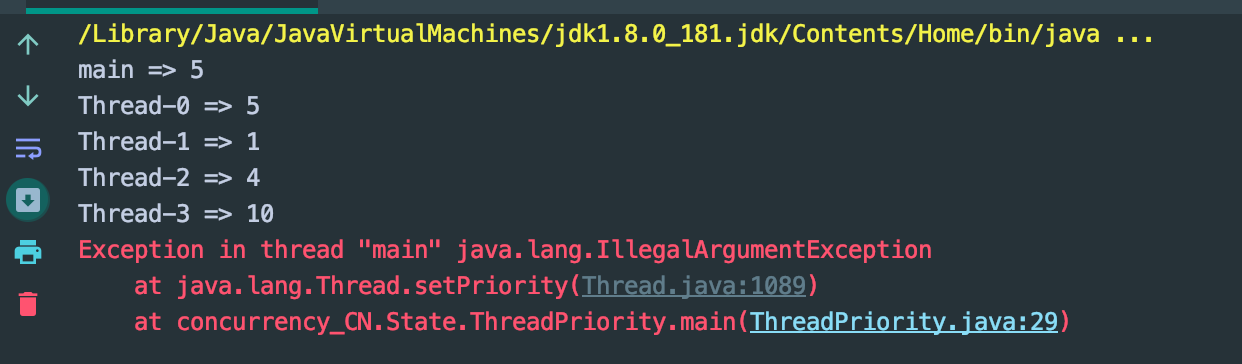 /Library/Java/JavaVirtualMachines/jdk1.8.0_181.jdk/Contents/Home/bin/java ...
main => 5
Thread-0 => 5
Thread-1 => 1
Thread-2 => 4
Thread-3 => 10
Exception in thread "main" java.lang.IllegalArgumentException
    at java.lang.Thread.setPriority(Thread.java:1089)
    at concurrency_CN.State.ThreadPriority.main(ThreadPriority.java:29)